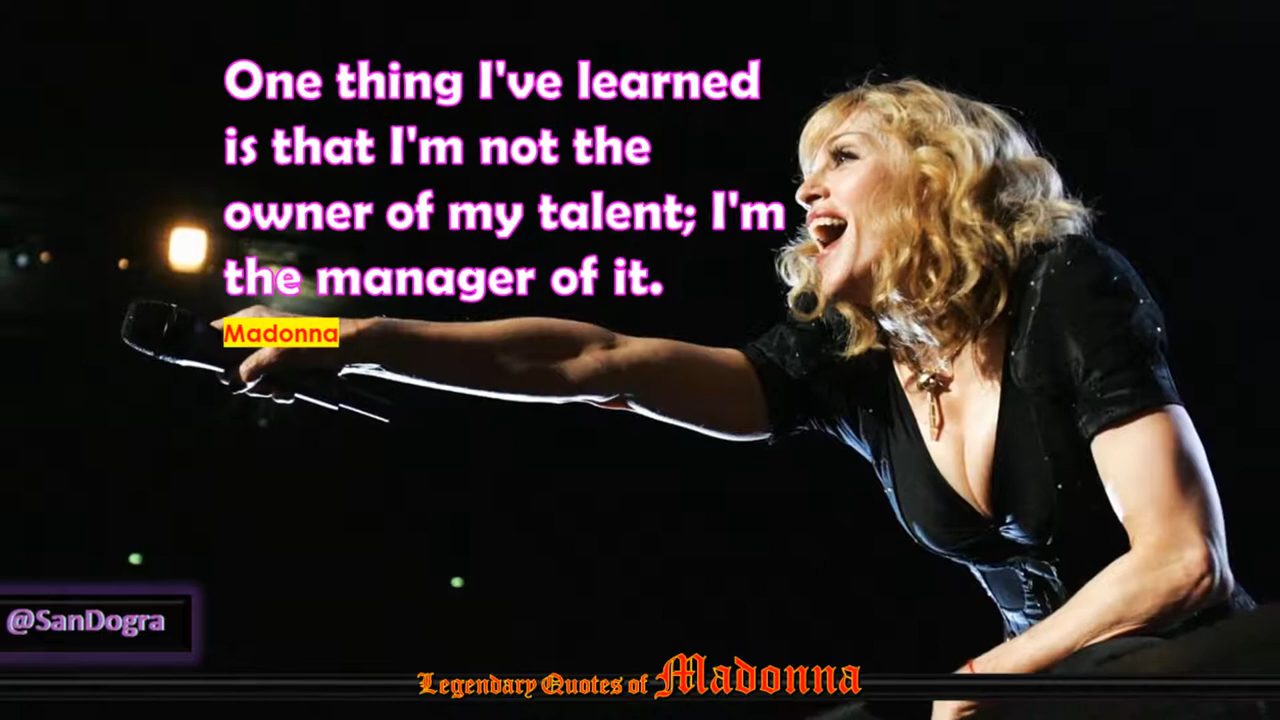 One thing I've learned
is that I'm not the
owner of my talent; I'm
the manager of it.
Madonna
@SanDogra
Legendary Quotes of Madonna